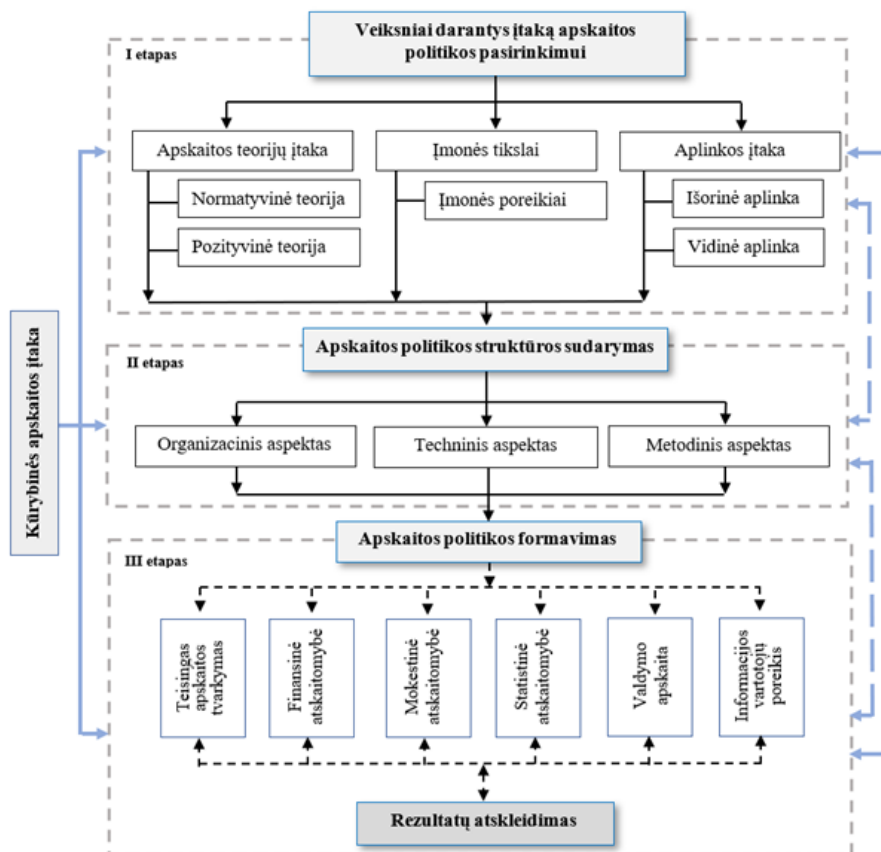 Veiksniai darantys įtaką apskaitos
politikos pasirinkimui
I etapas
Apskaitos teorijų įtaka
Įmonės tikslai
Aplinkos įtaka
Normatyvinė teorija
Įmonės poreikiai
Išorinė aplinka
Pozityvinė teorija
Vidinė aplinka
Kūrybinės apskaitos įtaka
Apskaitos politikos struktūros sudarymas
II etapas
Organizacinis aspektas
Techninis aspektas
Metodinis aspektas
Apskaitos politikos formavimas
III etapas
Teisingas
apskaitos
tvarkymas
Finansinė
atskaitomybė
Mokestinė
atskaitomybė
Statistinė
atskaitomybė
Valdymo
apskaita
Informacijos
vartotojų
poreikis
Rezultatų atskleidimas